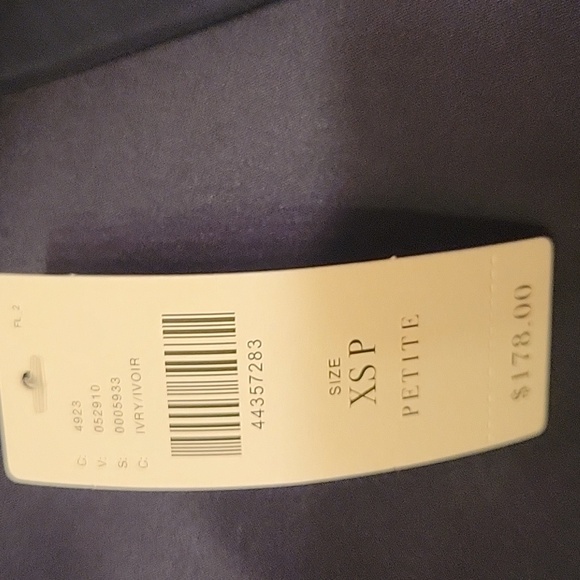 FL 2
C: 4923
V: 052910
S: 0005933
C: IVRY/IVOIR
44357283
SIZE
XSP
PETITE
$178.00